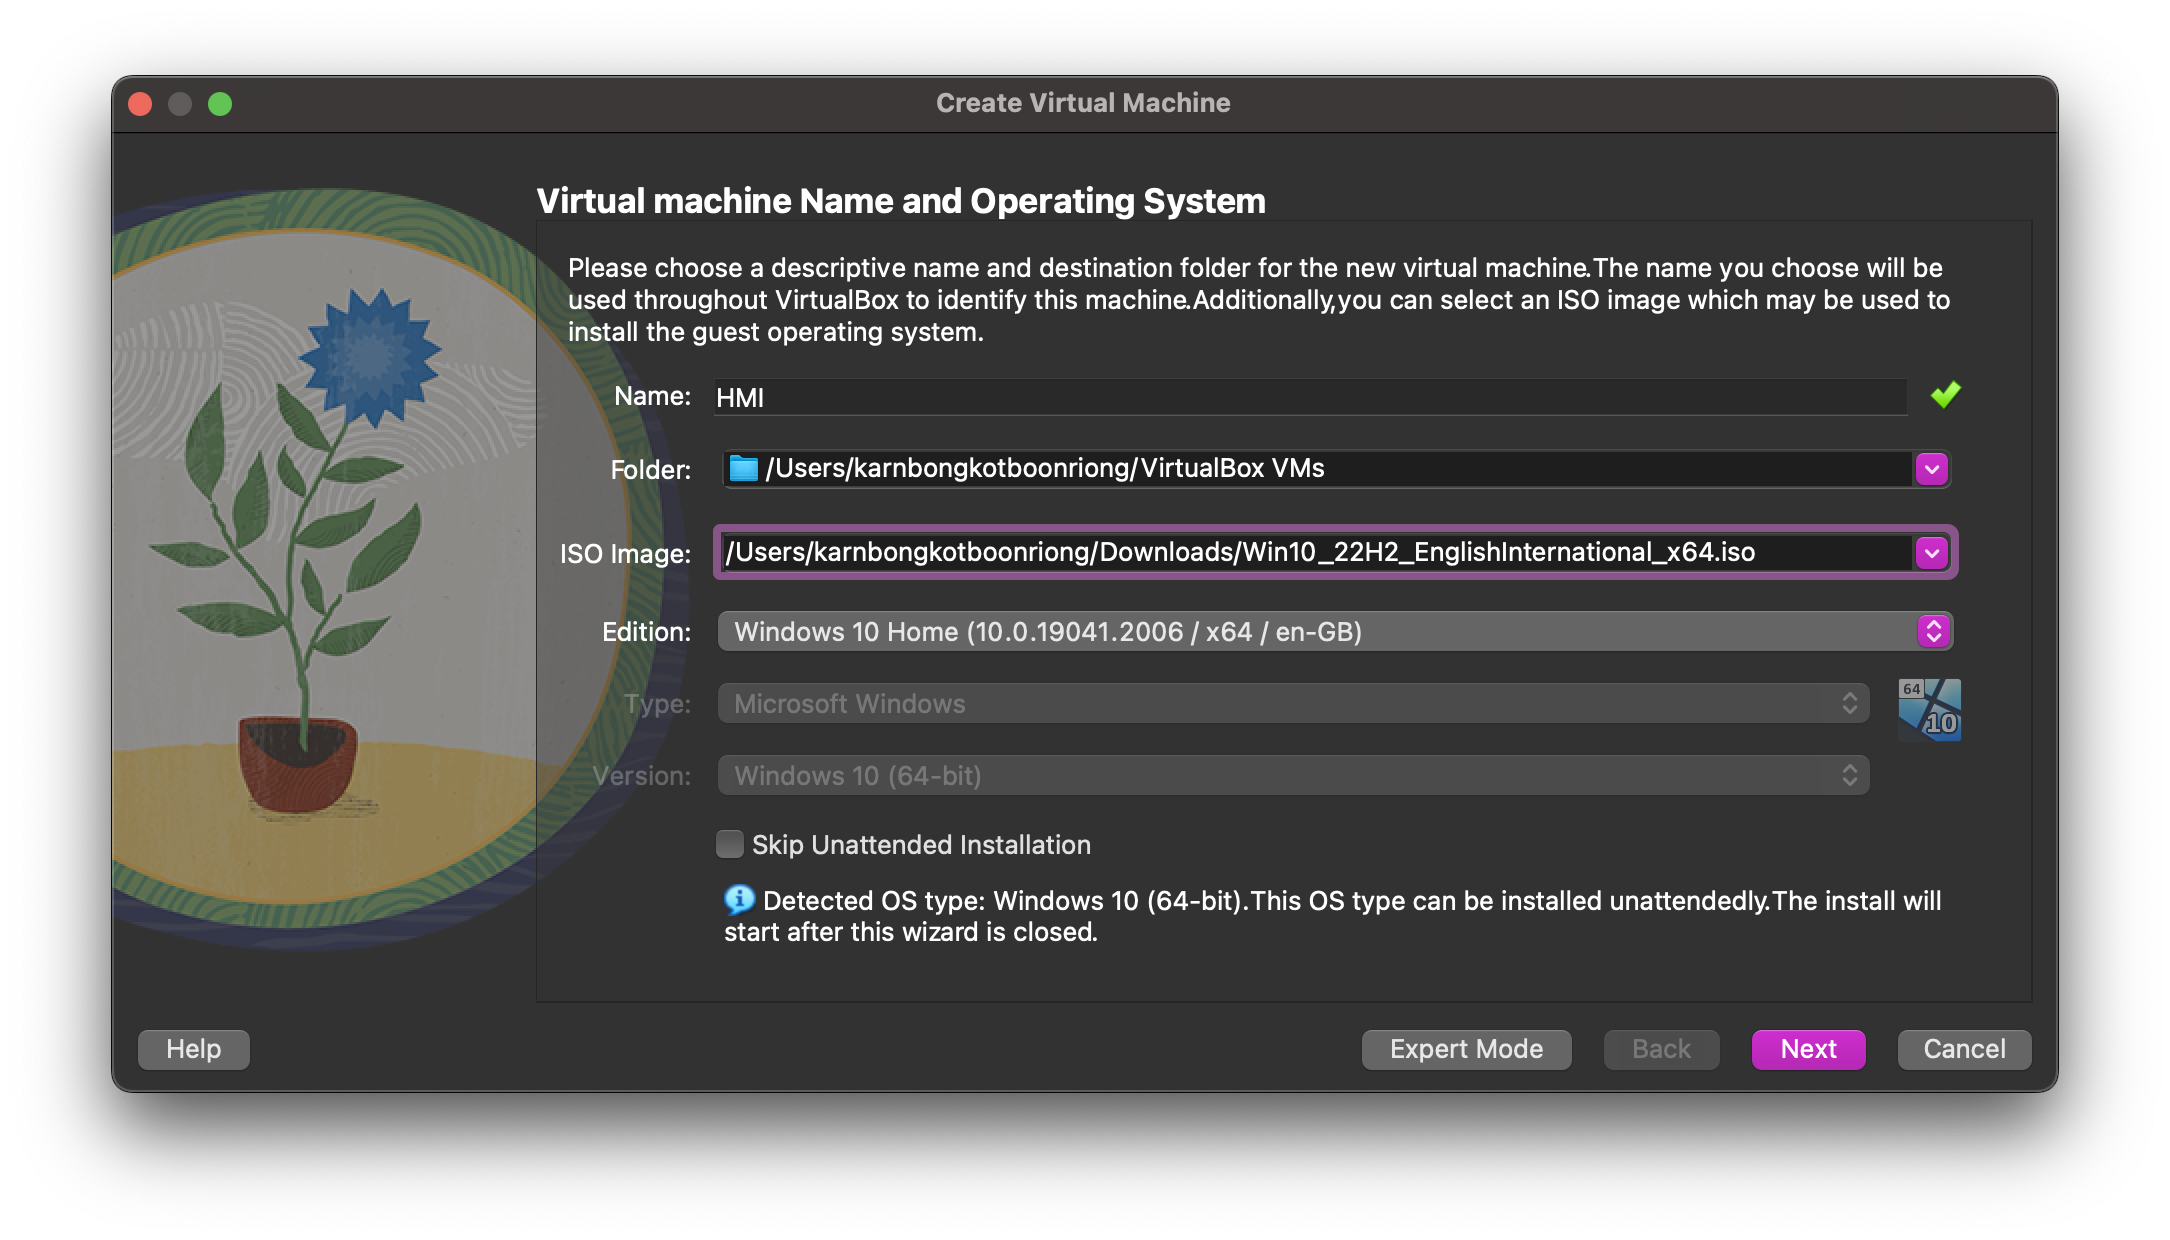 Create Virtual Machine
Virtual machine Name and Operating System
Please choose a descriptive name and destination folder for the new virtual machine.The name you choose will be
used throughout VirtualBox to identify this machine.Additionally,you can select an ISO image which may be used to
install the guest operating system.
Name: HMI
Folder: /Users/karnbongkotboonriong/VirtualBox VMs
ISO Image: /Users/karnbongkotboonriong/Downloads/Win10_22H2_EnglishInternational_x64.iso
Edition: Windows 10 Home (10.0.19041.2006 / x64 / en-GB)
Type: Microsoft Windows
64
10
Version: Windows 10 (64-bit)
Skip Unattended Installation
Detected OS type: Windows 10 (64-bit).This OS type can be installed unattendedly.The install will
start after this wizard is closed.
Help Expert Mode Back Next Cancel